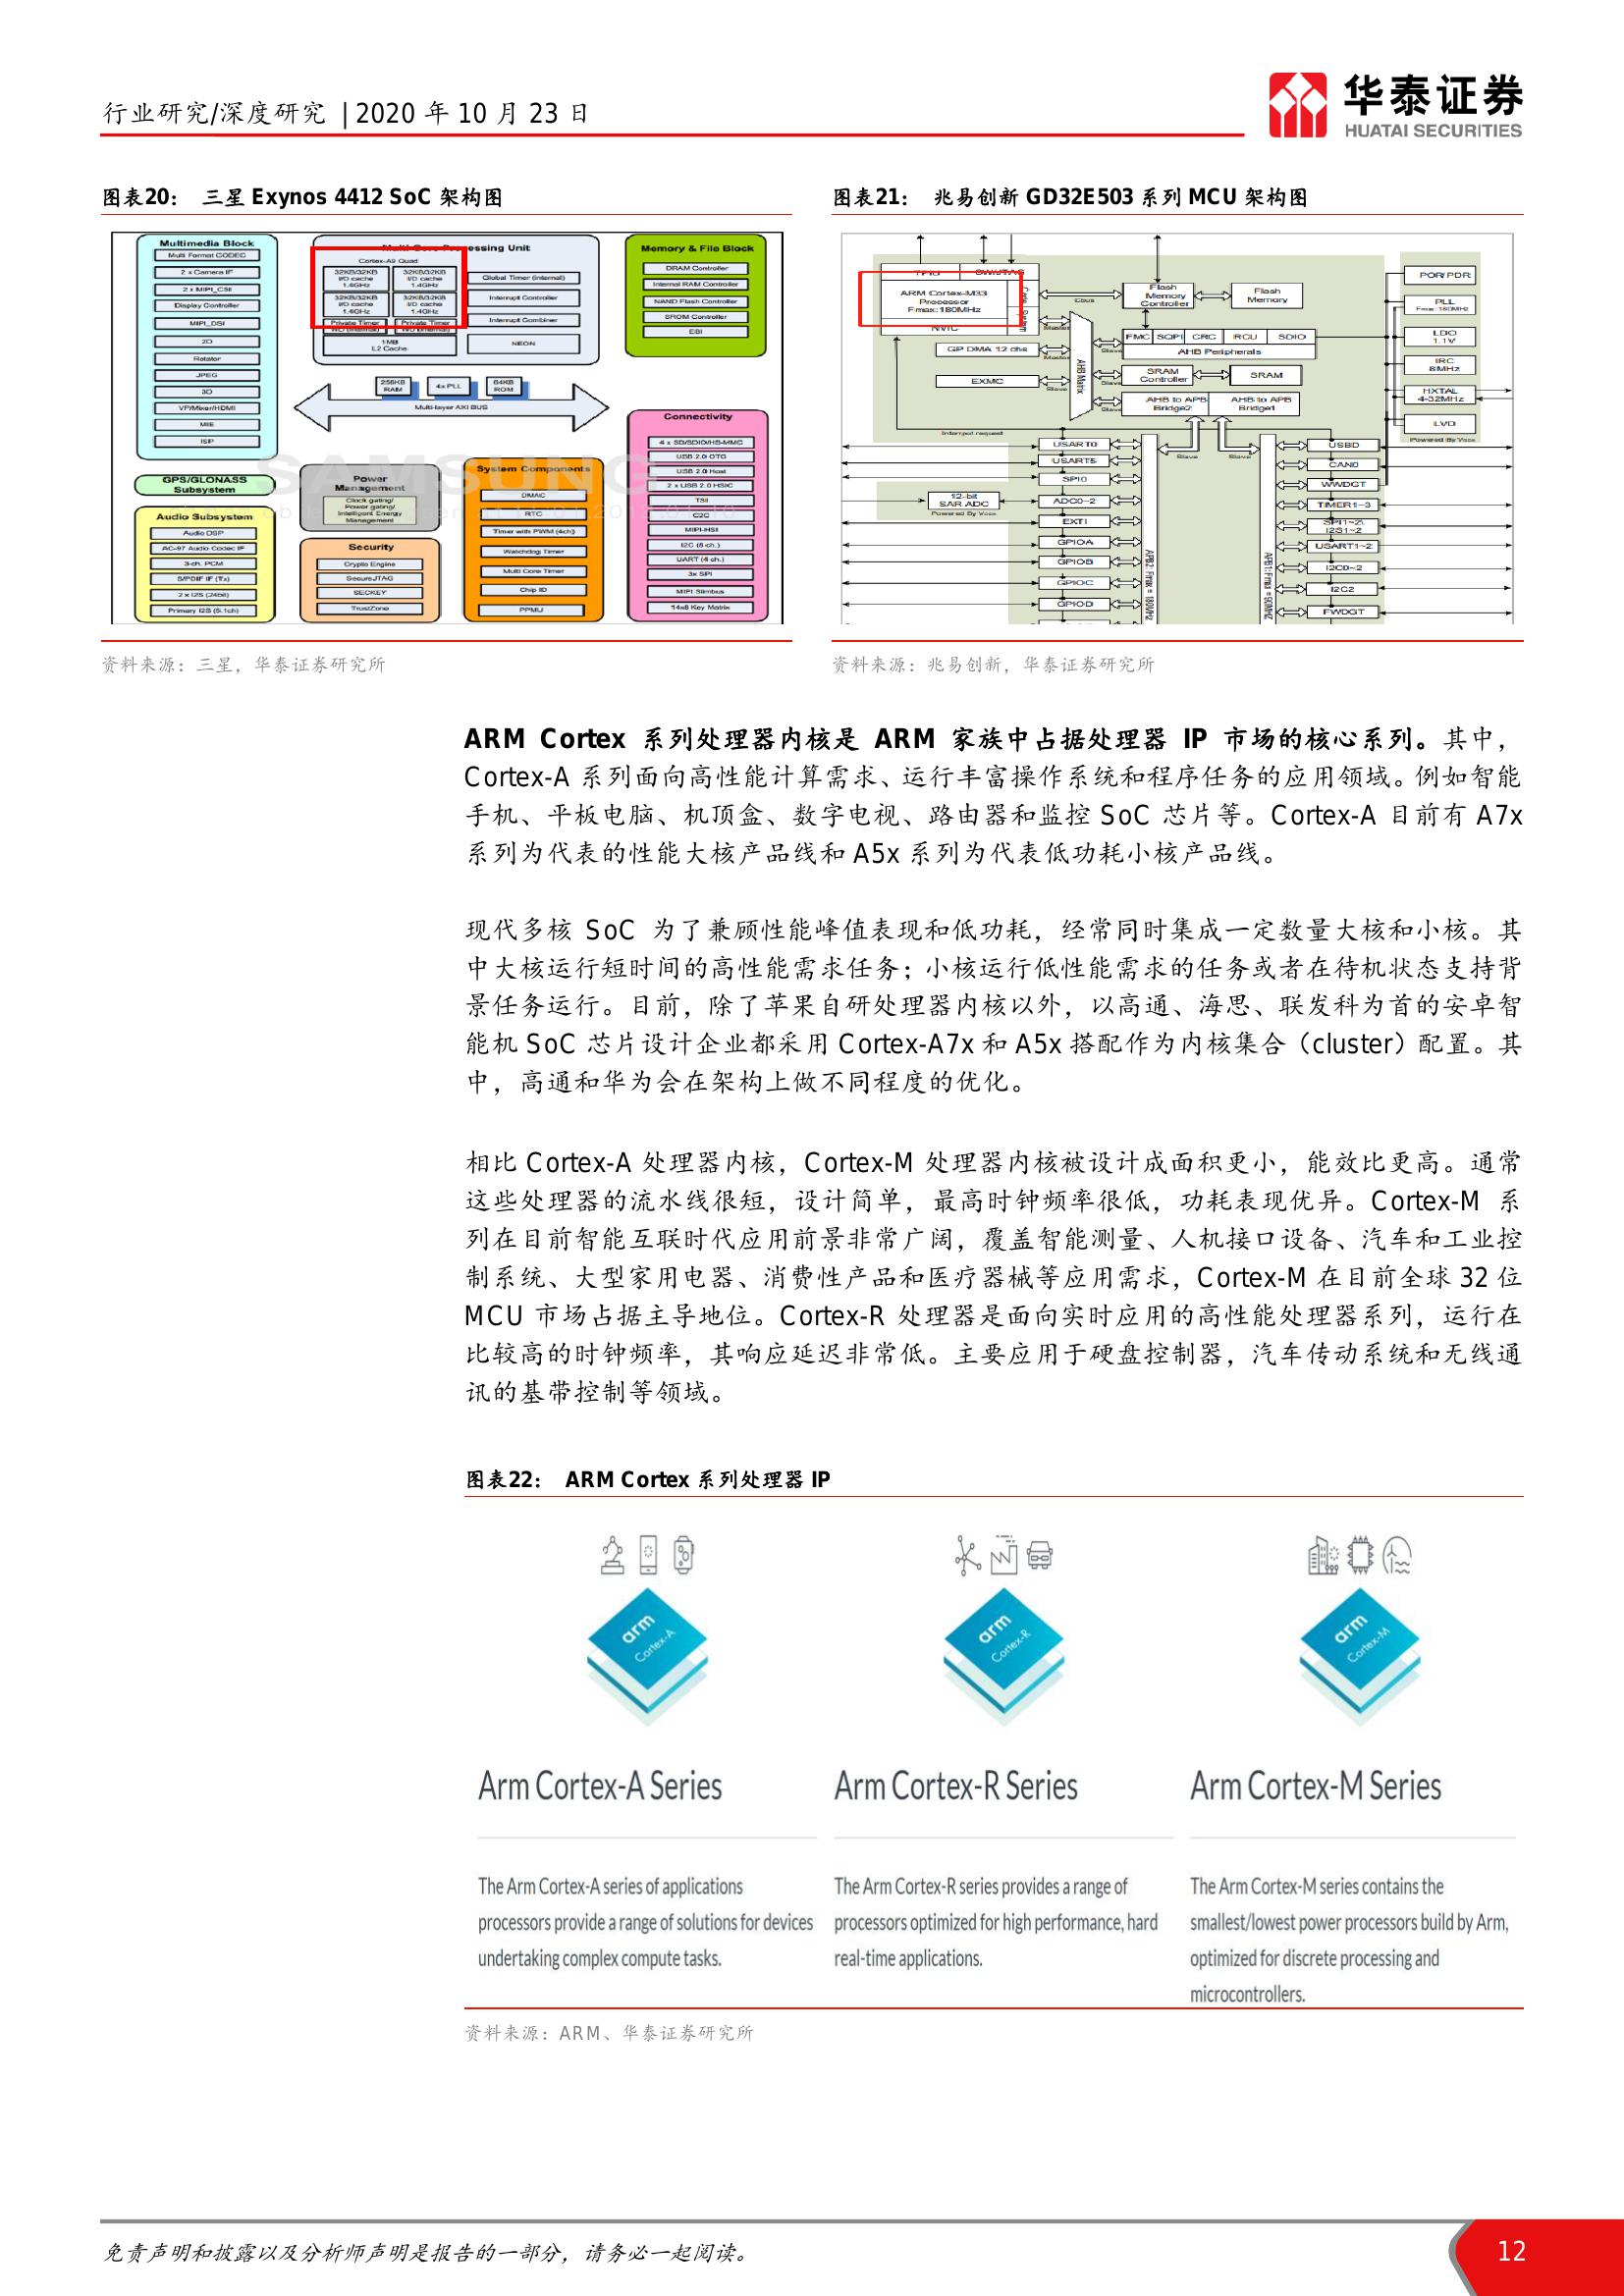 行业研究/深度研究 | 2020 年 10 月 23 日
华泰证券
HUATAI SECURITIES
图表20： 三星 Exynos 4412 SoC 架构图
Multimedia Block
Multi Format CODEC
2 x Camera IF
2 x MIPI_CSI
Display Controller
MIPI_DSI
2D
Rotator
JPEG
3D
VP/Mixer/HDMI
MIE
ISP
GPS/GLONASS
Subsystem
Audio Subsystem
Audio DSP
AC-97 Audio Codec IF
3-ch. PCM
S/PDIF IF (Tx)
2 x I2S (24bit)
Primary I2S (5.1ch)
Multi-Core Processing Unit
Cortex-A9 Quad
32KB/32KB 32KB/32KB
I/D cache I/D cache
1.4GHz 1.4GHz
32KB/32KB 32KB/32KB
I/D cache I/D cache
1.4GHz 1.4GHz
Private Timer Private Timer
1MB
L2 Cache
Global Timer (Internal)
Interrupt Controller
Interrupt Combiner
NEON
256KB
RAM
4x PLL
64KB
ROM
Multi-layer AXI BUS
SAMSUNG
Power
Management
Clock gating/
Power gating/
Intelligent Energy
Management
Security
Crypto Engine
SecureJTAG
SECKEY
TrustZone
System Components
DMAC
RTC
Timer with PWM (4ch)
Watchdog Timer
Multi Core Timer
Chip ID
PPMU
Memory & File Block
DRAM Controller
Internal RAM Controller
NAND Flash Controller
SROM Controller
EBI
Connectivity
4 x SD/SDIO/HS-MMC
USB 2.0 OTG
USB 2.0 Host
2 x USB 2.0 HSIC
TSI
C2C
MIPI-HSI
I2C (8 ch.)
UART (4 ch.)
3x SPI
MIPI Slimbus
14x8 Key Matrix
资料来源：三星，华泰证券研究所
图表21： 兆易创新 GD32E503 系列 MCU 架构图
TPIU SW/JTAG
ARM Cortex-M33
Processor
Fmax:180MHz
NVIC
Cbus
Flash
Memory
Controller
Flash
Memory
Master
GP DMA 12 chs
Master
EXMC
Slave
AHB Matrix
Slave
FMC SQPI CRC RCU SDIO
AHB Peripherals
Slave
SRAM
Controller
SRAM
Slave
AHB to APB
Bridge2
AHB to APB
Bridge1
Interrupt request
Slave
Slave
POR/PDR
PLL
Fmax :180MHz
LDO
1.1V
IRC
8MHz
HXTAL
4-32MHz
LVD
USART0
USART5
SPI0
ADC0~2
EXTI
GPIOA
GPIOB
GPIOC
GPIOD
12-bit
SAR ADC
APB2: Fmax = 180MHz
APB1: Fmax = 90MHz
USBD
CAN0
WWDGT
TIMER1~3
SPI1~2\
I2S1~2
USART1~2
I2C0~2
I2C2
FWDGT
资料来源：兆易创新，华泰证券研究所
ARM Cortex 系列处理器内核是 ARM 家族中占据处理器 IP 市场的核心系列。其中，
Cortex-A 系列面向高性能计算需求、运行丰富操作系统和程序任务的应用领域。例如智能
手机、平板电脑、机顶盒、数字电视、路由器和监控 SoC 芯片等。Cortex-A 目前有 A7x
系列为代表的性能大核产品线和 A5x 系列为代表低功耗小核产品线。
现代多核 SoC 为了兼顾性能峰值表现和低功耗，经常同时集成一定数量大核和小核。其
中大核运行短时间的高性能需求任务；小核运行低性能需求的任务或者在待机状态支持背
景任务运行。目前，除了苹果自研处理器内核以外，以高通、海思、联发科为首的安卓智
能机 SoC 芯片设计企业都采用 Cortex-A7x 和 A5x 搭配作为内核集合（cluster）配置。其
中，高通和华为会在架构上做不同程度的优化。
相比 Cortex-A 处理器内核，Cortex-M 处理器内核被设计成面积更小，能效比更高。通常
这些处理器的流水线很短，设计简单，最高时钟频率很低，功耗表现优异。Cortex-M 系
列在目前智能互联时代应用前景非常广阔，覆盖智能测量、人机接口设备、汽车和工业控
制系统、大型家用电器、消费性产品和医疗器械等应用需求，Cortex-M 在目前全球 32 位
MCU 市场占据主导地位。Cortex-R 处理器是面向实时应用的高性能处理器系列，运行在
比较高的时钟频率，其响应延迟非常低。主要应用于硬盘控制器，汽车传动系统和无线通
讯的基带控制等领域。
图表22： ARM Cortex 系列处理器 IP
arm
Cortex-A
arm
Cortex-R
arm
Cortex-M
Arm Cortex-A Series
The Arm Cortex-A series of applications
processors provide a range of solutions for devices
undertaking complex compute tasks.
Arm Cortex-R Series
The Arm Cortex-R series provides a range of
processors optimized for high performance, hard
real-time applications.
Arm Cortex-M Series
The Arm Cortex-M series contains the
smallest/lowest power processors build by Arm,
optimized for discrete processing and
microcontrollers.
资料来源：ARM、华泰证券研究所
免责声明和披露以及分析师声明是报告的一部分，请务必一起阅读。
12